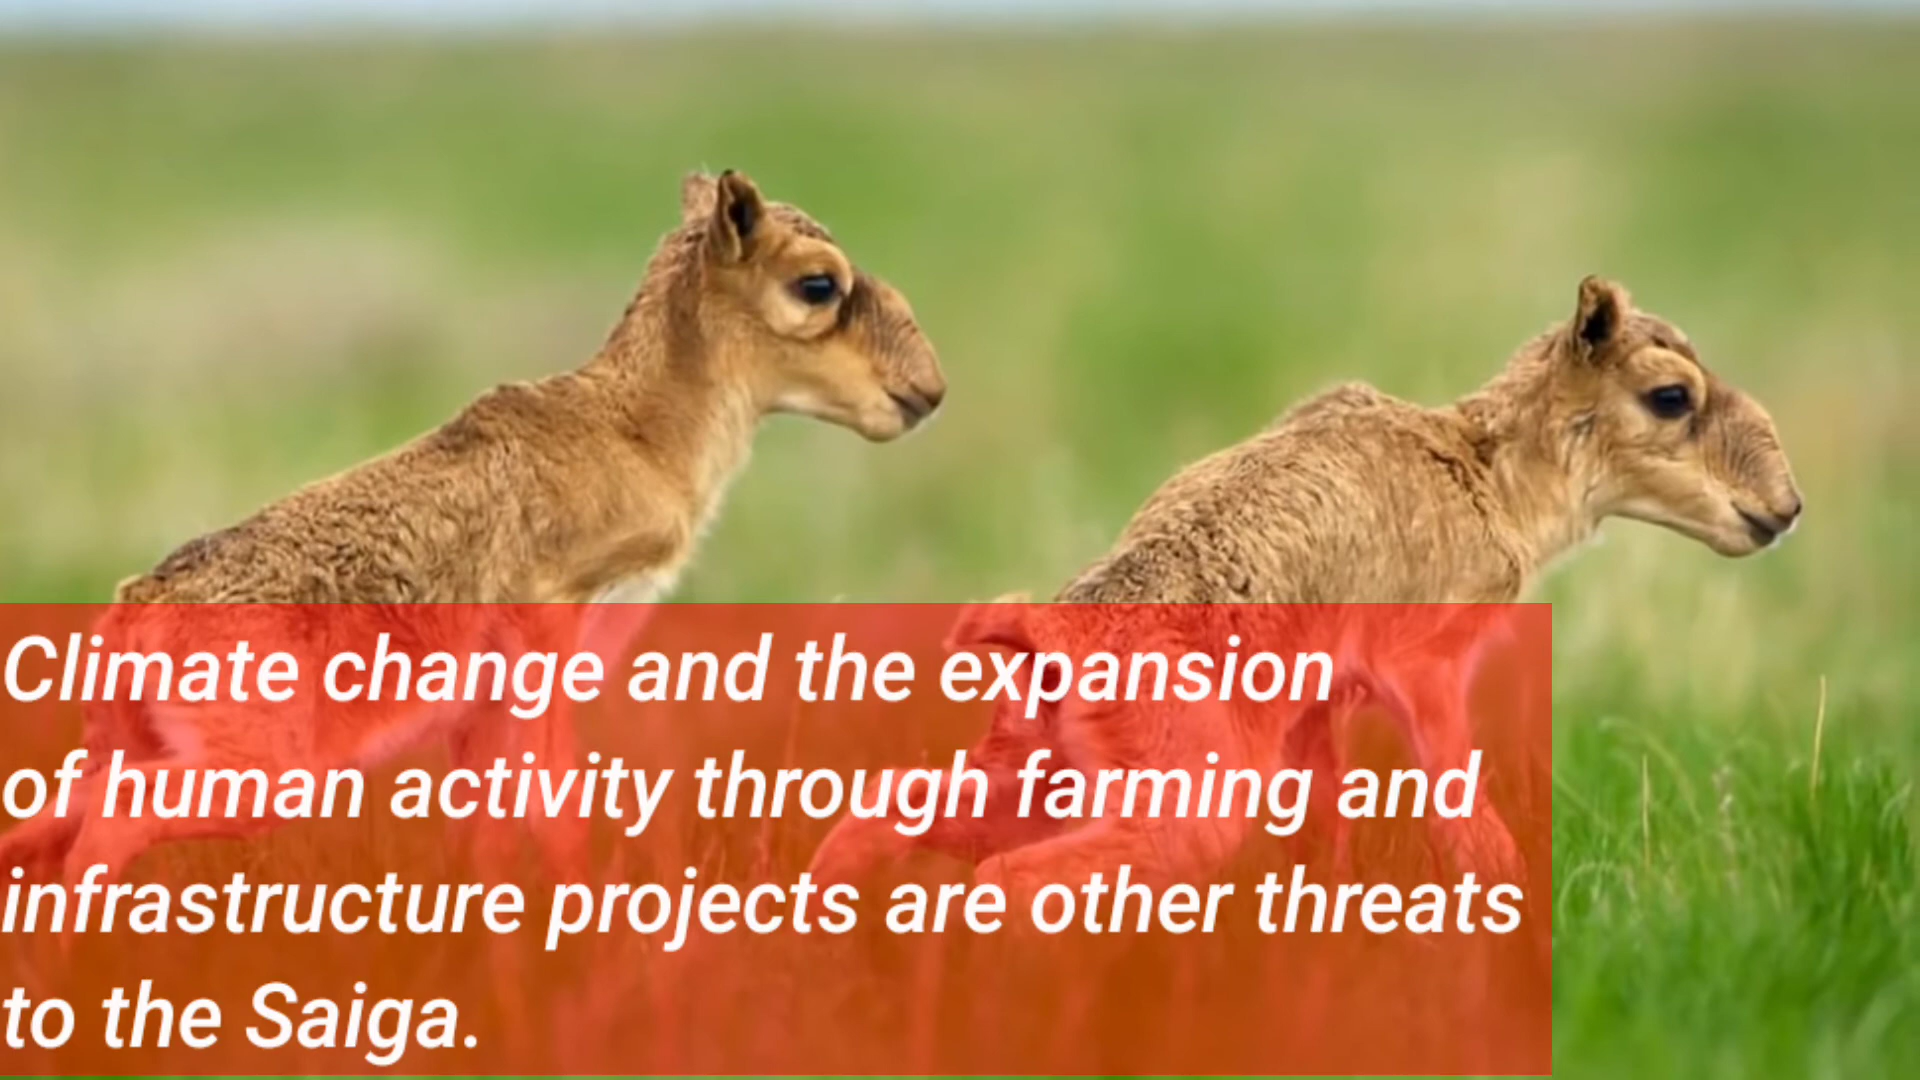 Climate change and the expansion
of human activity through farming and
infrastructure projects are other threats
to the Saiga.